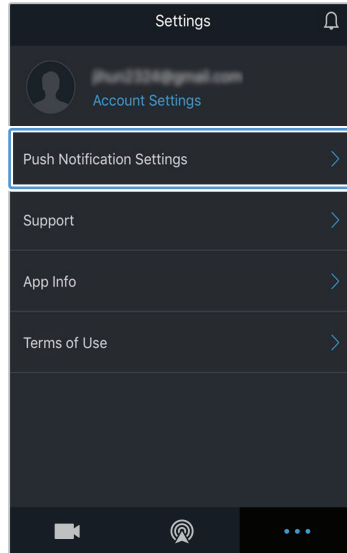 Settings
Account Settings
Push Notification Settings
Support
App Info
Terms of Use